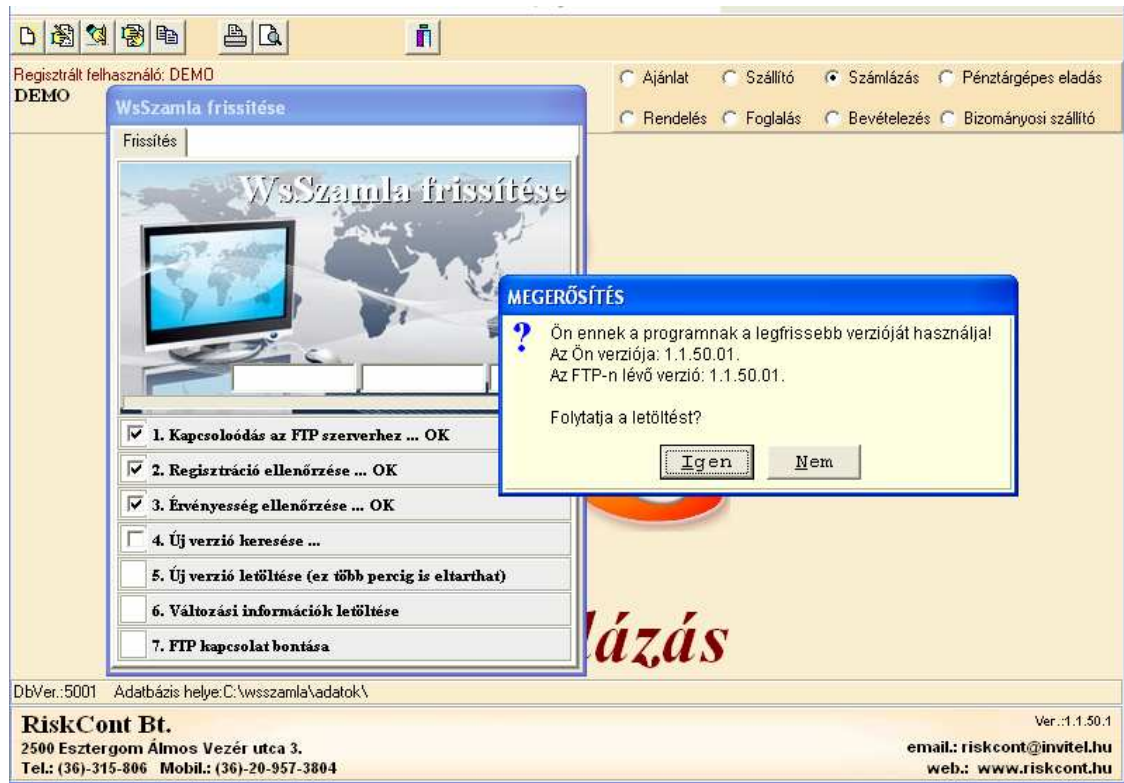 Regisztrált felhasználó: DEMO
DEMO
Ajánlat Szállító Számlázás Pénztárgépes eladás
Rendelés Foglalás Bevételezés Bizományosi szállító
WsSzamla frissítése
Frissítés
WsSzamla frissítése
MEGERŐSÍTÉS
Ön ennek a programnak a legfrissebb verzióját használja!
Az Ön verziója: 1.1.50.01.
Az FTP-n lévő verzió: 1.1.50.01.
Folytatja a letöltést?
Igen Nem
1. Kapcsoloódás az FTP szerverhez ... OK
2. Regisztráció ellenőrzése ... OK
3. Érvényesség ellenőrzése ... OK
4. Új verzió keresése ...
5. Új verzió letöltése (ez több percig is eltarthat)
6. Változási információk letöltése
7. FTP kapcsolat bontása
lázás
DbVer.:5001 Adatbázis helye:C:\wsszamla\adatok\
RiskCont Bt.
Ver.:1.1.50.1
2500 Esztergom Álmos Vezér utca 3.
email.: riskcont@invitel.hu
Tel.: (36)-315-806 Mobil.: (36)-20-957-3804
web.: www.riskcont.hu